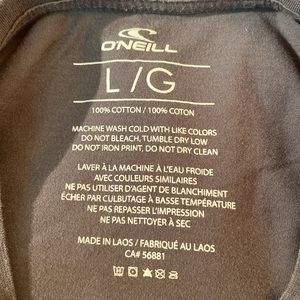 O'NEILL
L/G
100% COTTON / 100% COTON
MACHINE WASH COLD WITH LIKE COLORS
DO NOT BLEACH, TUMBLE DRY LOW
DO NOT IRON PRINT, DO NOT DRY CLEAN
LAVER À LA MACHINE À L'EAU FROIDE
AVEC COULEURS SIMILAIRES
NE PAS UTILISER D'AGENT DE BLANCHIMENT
ÉCHER PAR CULBUTAGE À BASSE TEMPÉRATURE
NE PAS REPASSER L'IMPRESSION
NE PAS NETTOYER À SEC
MADE IN LAOS / FABRIQUÉ AU LAOS
CA# 56881